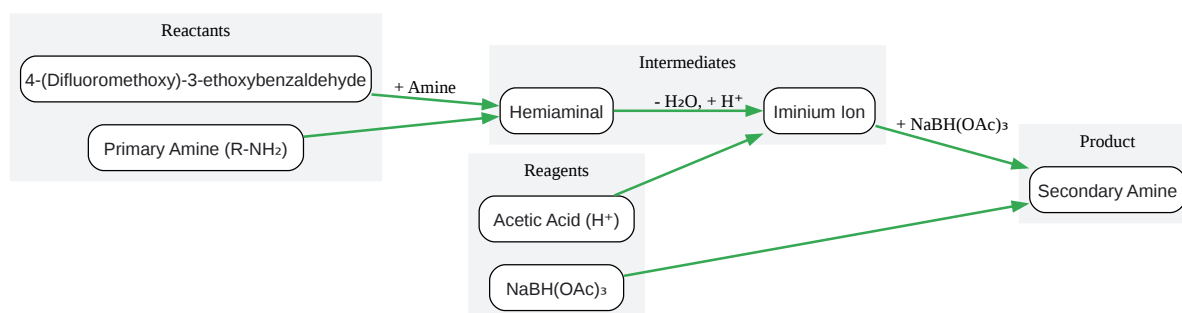 Reactants
4-(Difluoromethoxy)-3-ethoxybenzaldehyde
Primary Amine (R-NH₂)
+ Amine
Intermediates
Hemiaminal
- H₂O, + H⁺
Iminium Ion
+ NaBH(OAc)₃
Reagents
Acetic Acid (H⁺)
NaBH(OAc)₃
Product
Secondary Amine